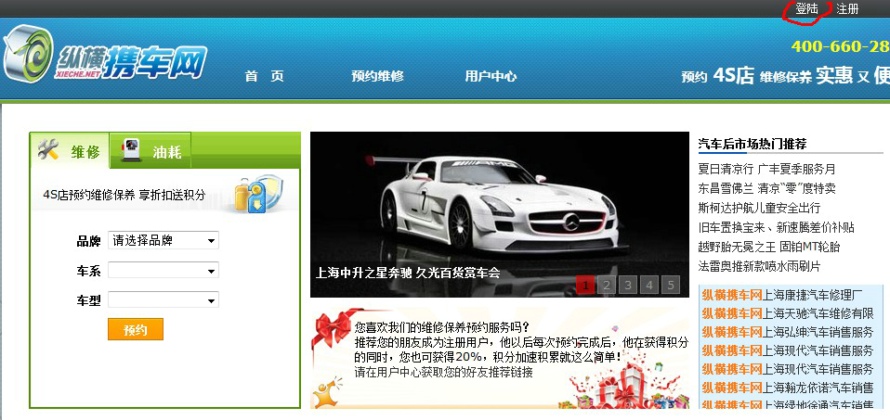 登陆 注册
纵横携车网
XIECHE.NET
400-660-28
首 页 预约维修 用户中心 预约 4S店 维修保养 实惠 又 便
维修 油耗
4S店预约维修保养 享折扣送积分
品牌 请选择品牌
车系
车型
预约
上海中升之星奔驰 久光百货赏车会
1 2 3 4 5
您喜欢我们的维修保养预约服务吗?
推荐您的朋友成为注册用户,他以后每次预约完成后,他在获得积分
的同时,您也可获得20%,积分加速积累就这么简单!
请在用户中心获取您的好友推荐链接
汽车后市场热门推荐
夏日清凉行 广丰夏季服务月
东昌雪佛兰 清凉“零”度特卖
斯柯达护航儿童安全出行
旧车置换宝来、新速腾差价补贴
越野胎无冕之王 固铂MT轮胎
法雷奥推新款喷水雨刷片
纵横携车网上海康捷汽车修理厂
纵横携车网上海天驰汽车维修有限
纵横携车网上海弘绅汽车销售服务
纵横携车网上海现代汽车销售服务
纵横携车网上海现代汽车销售服务
纵横携车网上海瀚龙依诺汽车销售
纵横携车网上海绿地徐通汽车销售